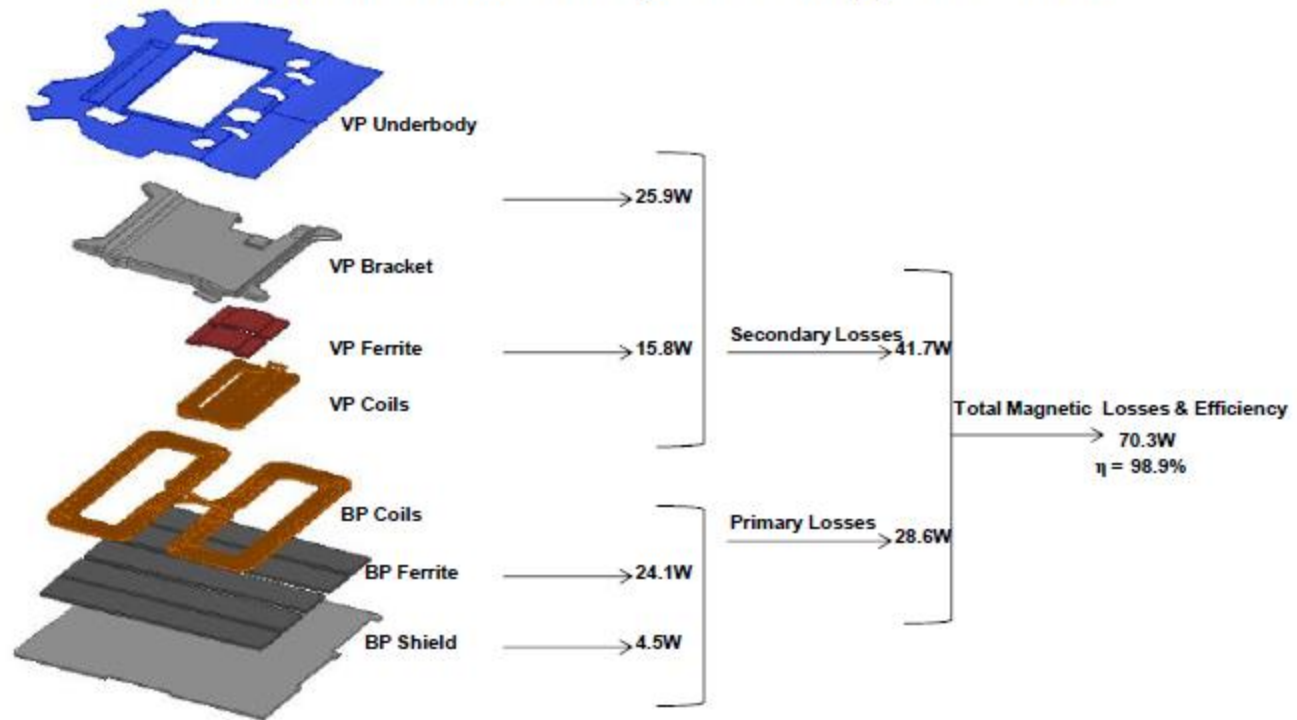 VP Underbody
25.9W
VP Bracket
VP Ferrite
15.8W
Secondary Losses
41.7W
VP Coils
Total Magnetic Losses & Efficiency
70.3W
η = 98.9%
BP Coils
Primary Losses
28.6W
BP Ferrite
24.1W
BP Shield
4.5W